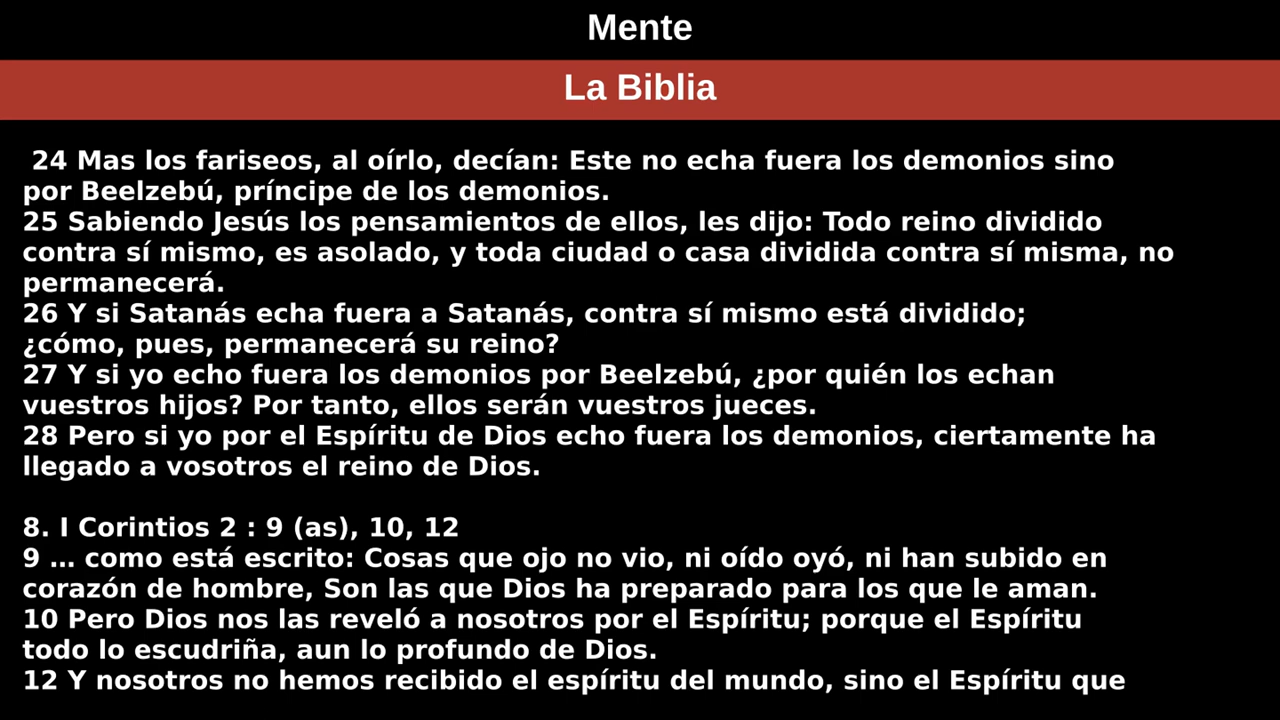 Mente
La Biblia
24 Mas los fariseos, al oírlo, decían: Este no echa fuera los demonios sino
por Beelzebú, príncipe de los demonios.
25 Sabiendo Jesús los pensamientos de ellos, les dijo: Todo reino dividido
contra sí mismo, es asolado, y toda ciudad o casa dividida contra sí misma, no
permanecerá.
26 Y si Satanás echa fuera a Satanás, contra sí mismo está dividido;
¿cómo, pues, permanecerá su reino?
27 Y si yo echo fuera los demonios por Beelzebú, ¿por quién los echan
vuestros hijos? Por tanto, ellos serán vuestros jueces.
28 Pero si yo por el Espíritu de Dios echo fuera los demonios, ciertamente ha
llegado a vosotros el reino de Dios.
8. I Corintios 2 : 9 (as), 10, 12
9 … como está escrito: Cosas que ojo no vio, ni oído oyó, ni han subido en
corazón de hombre, Son las que Dios ha preparado para los que le aman.
10 Pero Dios nos las reveló a nosotros por el Espíritu; porque el Espíritu
todo lo escudriña, aun lo profundo de Dios.
12 Y nosotros no hemos recibido el espíritu del mundo, sino el Espíritu que